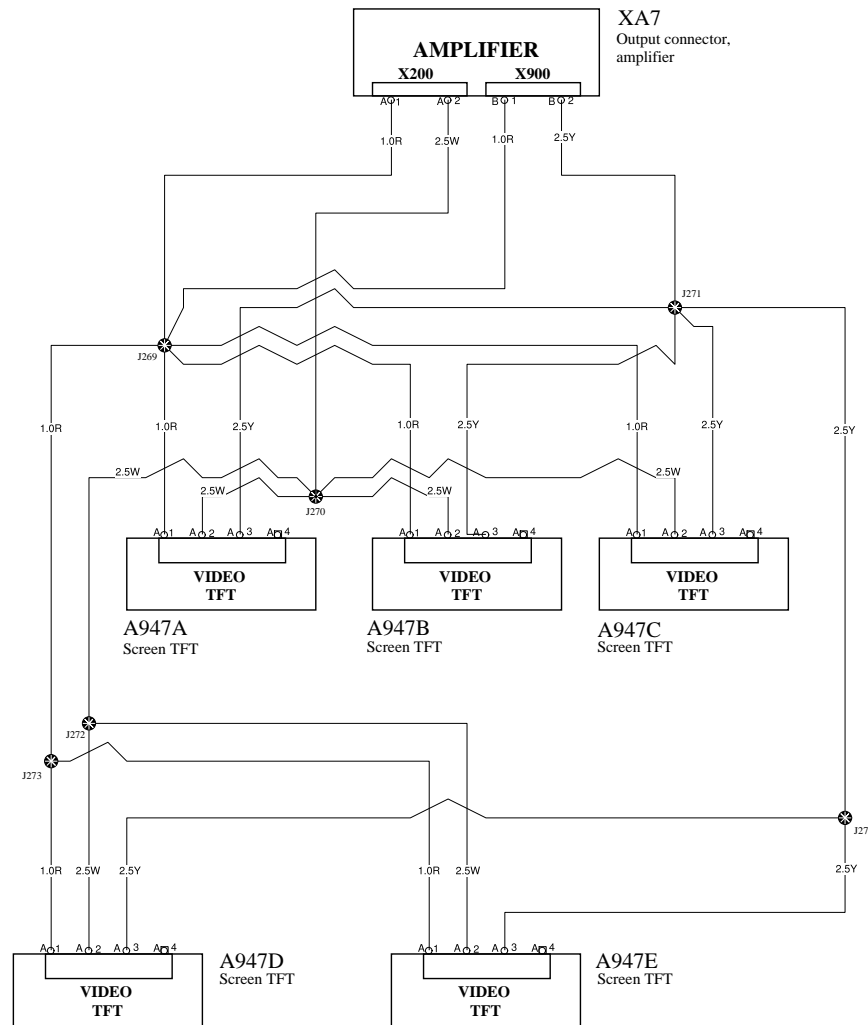 XA7
Output connector,
amplifier
AMPLIFIER
X200 X900
A 1 A 2 B 1 B 2
1.0R 2.5W 1.0R 2.5Y
J271
J269
1.0R 1.0R 2.5Y 1.0R 2.5Y 1.0R 2.5Y 2.5Y
2.5W 2.5W
2.5W 2.5W
J270
A 1 A 2 A 3 A 4 A 1 A 2 A 3 A 4 A 1 A 2 A 3 A 4
VIDEO VIDEO VIDEO
TFT TFT TFT
A947A A947B A947C
Screen TFT Screen TFT Screen TFT
J272
J273
J27
1.0R 2.5W 2.5Y 1.0R 2.5W 2.5Y
A 1 A 2 A 3 A 4 A 1 A 2 A 3 A 4
A947D A947E
Screen TFT Screen TFT
VIDEO VIDEO
TFT TFT